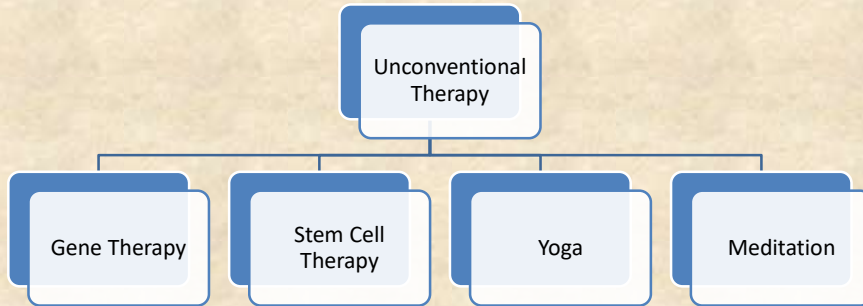 Unconventional
Therapy
Gene Therapy
Stem Cell
Therapy
Yoga
Meditation